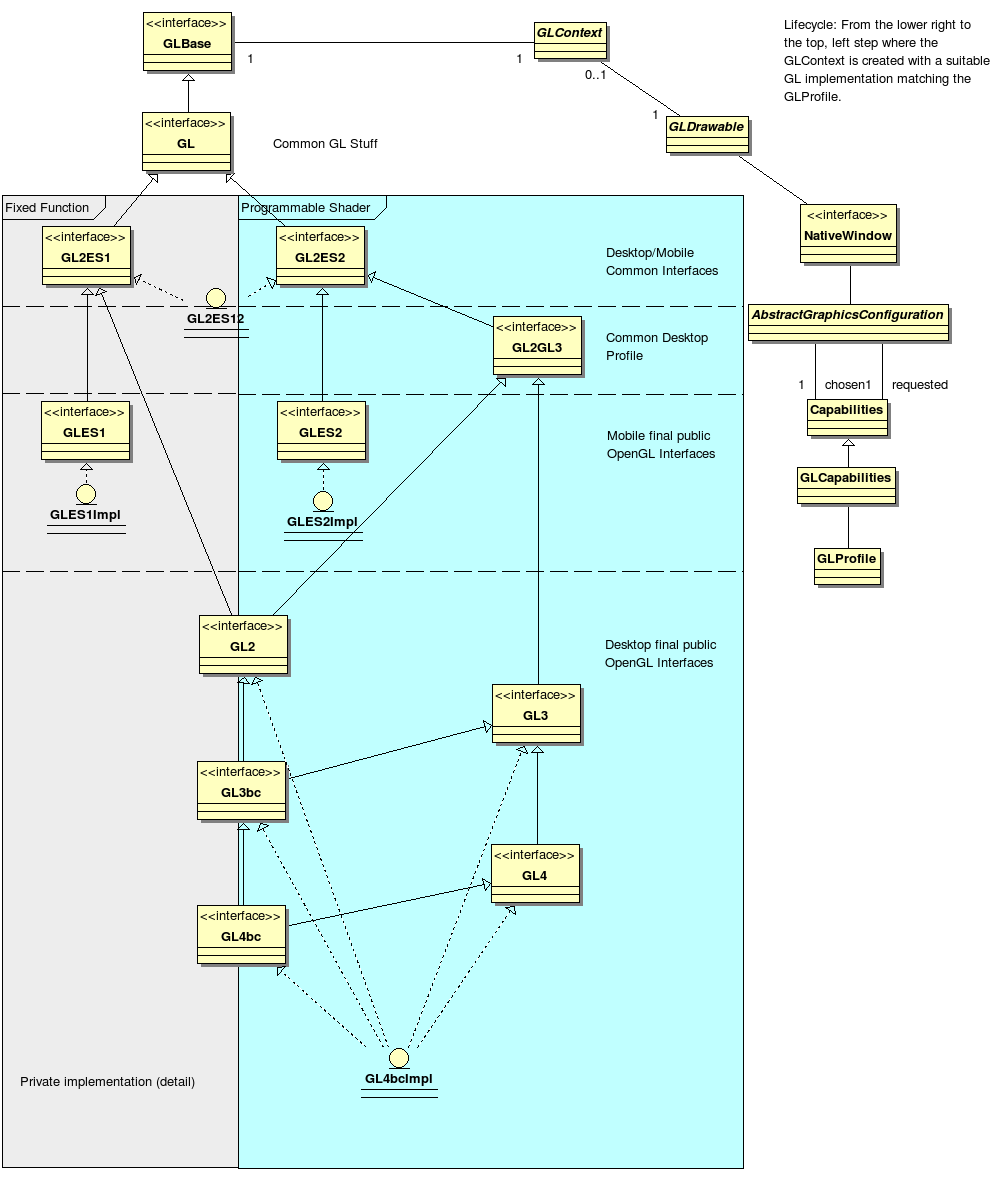 <<interface>>
GLBase
1
1
GLContext
0..1
1
GLDrawable
Lifecycle: From the lower right to
the top, left step where the
GLContext is created with a suitable
GL implementation matching the
GLProfile.
<<interface>>
GL
Common GL Stuff
Fixed Function
Programmable Shader
<<interface>>
GL2ES1
<<interface>>
GL2ES2
Desktop/Mobile
Common Interfaces
<<interface>>
NativeWindow
GL2ES12
<<interface>>
GL2GL3
Common Desktop
Profile
AbstractGraphicsConfiguration
1
chosen1
requested
<<interface>>
GLES1
<<interface>>
GLES2
Mobile final public
OpenGL Interfaces
Capabilities
GLCapabilities
GLES1Impl
GLES2Impl
GLProfile
<<interface>>
GL2
Desktop final public
OpenGL Interfaces
<<interface>>
GL3
<<interface>>
GL3bc
<<interface>>
GL4
<<interface>>
GL4bc
Private implementation (detail)
GL4bcImpl